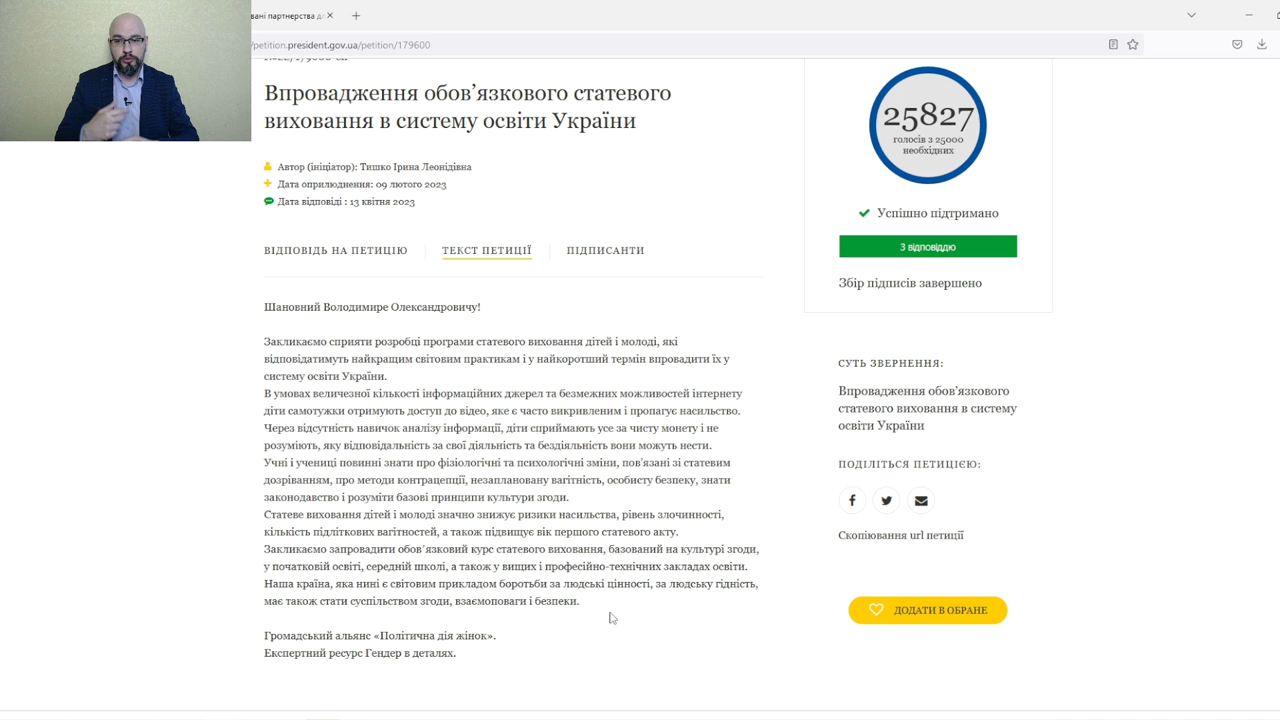 вані партнерства д
/petition.president.gov.ua/petition/179600
Впровадження обов’язкового статевого
виховання в систему освіти України
Автор (ініціатор): Тишко Ірина Леонідівна
Дата оприлюднення: 09 лютого 2023
Дата відповіді : 13 квітня 2023
ВІДПОВІДЬ НА ПЕТИЦІЮ
ТЕКСТ ПЕТИЦІЇ
ПІДПИСАНТИ
Шановний Володимире Олександровичу!
Закликаємо сприяти розробці програми статевого виховання дітей і молоді, які
відповідатимуть найкращим світовим практикам і у найкоротший термін впровадити їх у
систему освіти України.
В умовах величезної кількості інформаційних джерел та безмежних можливостей інтернету
діти самотужки отримують доступ до відео, яке є часто викривленим і пропагує насильство.
Через відсутність навичок аналізу інформації, діти сприймають усе за чисту монету і не
розуміють, яку відповідальність за свої діяльність та бездіяльність вони можуть нести.
Учні і учениці повинні знати про фізіологічні та психологічні зміни, пов’язані зі статевим
дозріванням, про методи контрацепції, незаплановану вагітність, особисту безпеку, знати
законодавство і розуміти базові принципи культури згоди.
Статеве виховання дітей і молоді значно знижує ризики насильства, рівень злочинності,
кількість підліткових вагітностей, а також підвищує вік першого статевого акту.
Закликаємо запровадити обов’язковий курс статевого виховання, базований на культурі згоди,
у початковій освіті, середній школі, а також у вищих і професійно-технічних закладах освіти.
Наша країна, яка нині є світовим прикладом боротьби за людські цінності, за людську гідність,
має також стати суспільством згоди, взаємоповаги і безпеки.
Громадський альянс «Політична дія жінок».
Експертний ресурс Гендер в деталях.
25827
голосів з 25000
необхідних
Успішно підтримано
З відповіддю
Збір підписів завершено
СУТЬ ЗВЕРНЕННЯ:
Впровадження обов’язкового
статевого виховання в систему
освіти України
ПОДІЛІТЬСЯ ПЕТИЦІЄЮ:
Скопіювання url петиції
ДОДАТИ В ОБРАНЕ